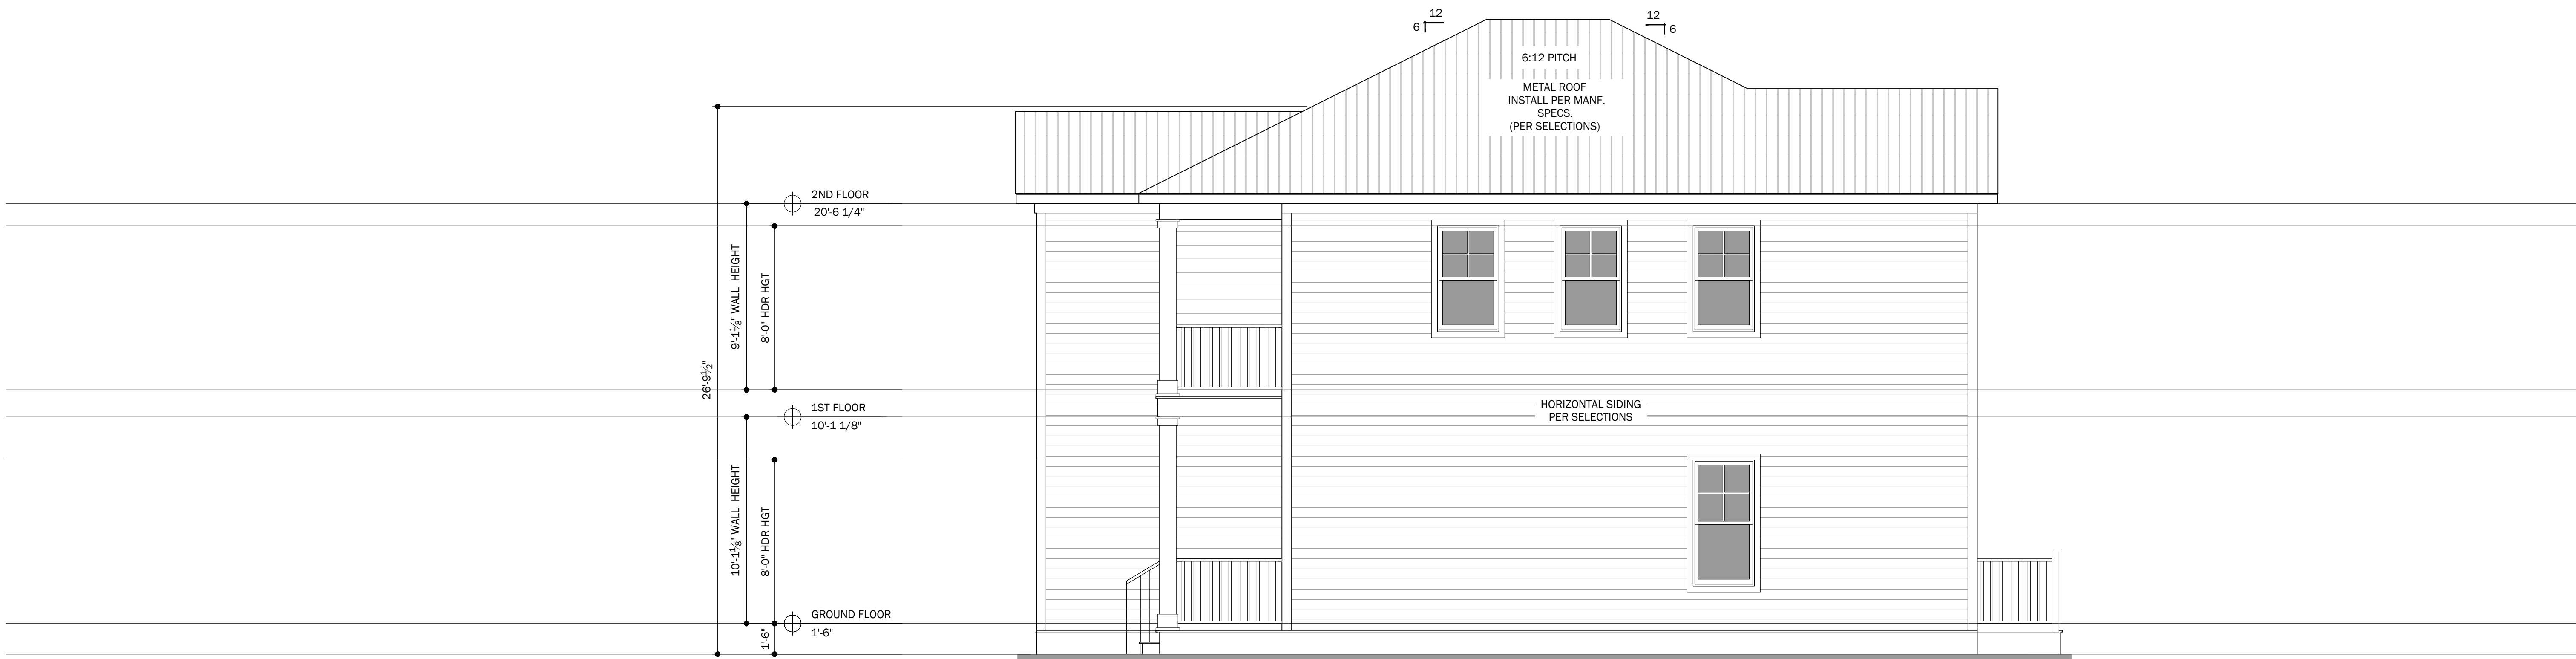 12
6
12
6
6:12 PITCH
METAL ROOF
INSTALL PER MANF.
SPECS.
(PER SELECTIONS)
2ND FLOOR
20'-6 1/4"
9'-1⅛" WALL HEIGHT
8'-0" HDR HGT
26'-9½"
1ST FLOOR
10'-1 1/8"
HORIZONTAL SIDING
PER SELECTIONS
10'-1⅛" WALL HEIGHT
8'-0" HDR HGT
GROUND FLOOR
1'-6"
1'-6"